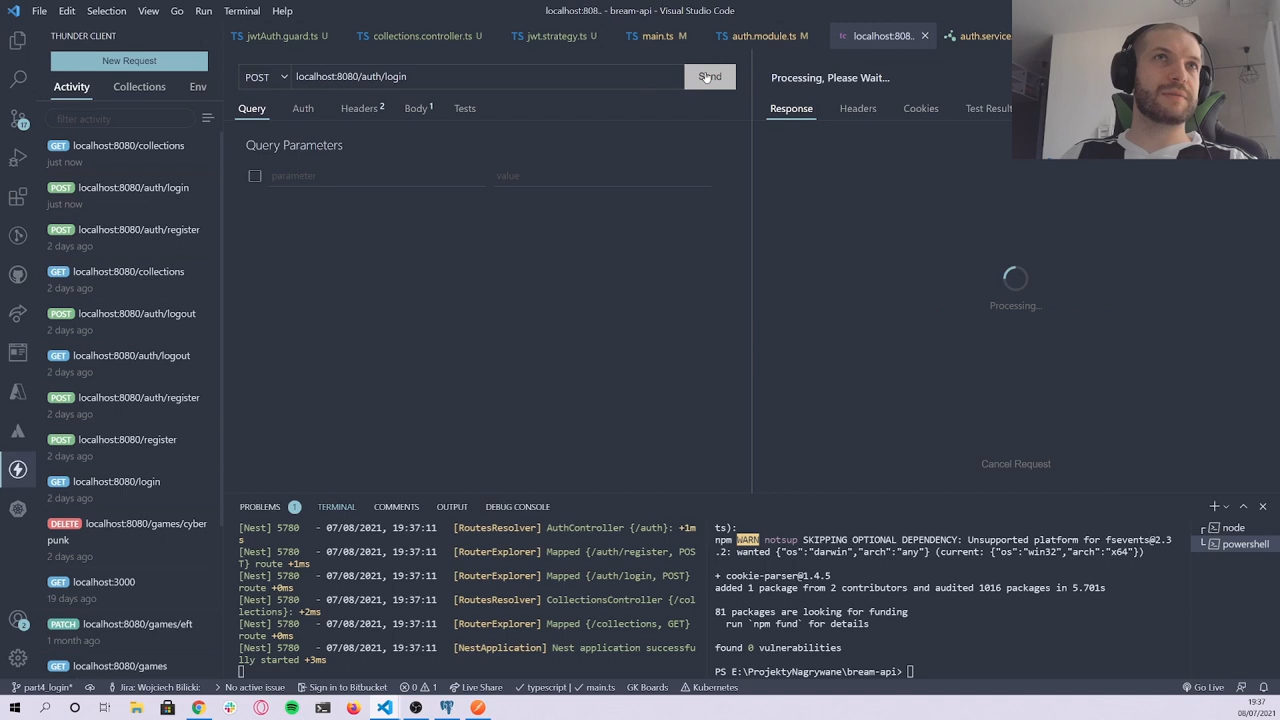 File Edit Selection View Go Run Terminal Help
localhost:808.. - bream-api - Visual Studio Code
THUNDER CLIENT
New Request
Activity Collections Env
filter activity
GET localhost:8080/collections
just now
POST localhost:8080/auth/login
just now
POST localhost:8080/auth/register
2 days ago
GET localhost:8080/collections
2 days ago
POST localhost:8080/auth/logout
2 days ago
GET localhost:8080/auth/logout
2 days ago
POST localhost:8080/auth/register
2 days ago
POST localhost:8080/register
2 days ago
GET localhost:8080/login
2 days ago
DELETE localhost:8080/games/cyber
punk 2 days ago
GET localhost:3000
19 days ago
PATCH localhost:8080/games/eft
1 month ago
GET localhost:8080/games
17
2
TS jwtAuth.guard.ts U TS collections.controller.ts U TS jwt.strategy.ts U TS main.ts M TS auth.module.ts M localhost:808.. auth.service
POST localhost:8080/auth/login Send
Query Auth Headers 2 Body 1 Tests
Query Parameters
parameter value
Processing, Please Wait...
Response Headers Cookies Test Result
Processing...
Cancel Request
PROBLEMS 1 TERMINAL COMMENTS OUTPUT DEBUG CONSOLE
[Nest] 5780 - 07/08/2021, 19:37:11 [RoutesResolver] AuthController {/auth}: +1m
s
[Nest] 5780 - 07/08/2021, 19:37:11 [RouterExplorer] Mapped {/auth/register, POS
T} route +1ms
[Nest] 5780 - 07/08/2021, 19:37:11 [RouterExplorer] Mapped {/auth/login, POST}
route +0ms
[Nest] 5780 - 07/08/2021, 19:37:11 [RoutesResolver] CollectionsController {/col
lections}: +2ms
[Nest] 5780 - 07/08/2021, 19:37:11 [RouterExplorer] Mapped {/collections, GET}
route +0ms
[Nest] 5780 - 07/08/2021, 19:37:11 [NestApplication] Nest application successfu
lly started +3ms
ts):
npm WARN notsup SKIPPING OPTIONAL DEPENDENCY: Unsupported platform for fsevents@2.3
.2: wanted {"os":"darwin","arch":"any"} (current: {"os":"win32","arch":"x64"})
+ cookie-parser@1.4.5
added 1 package from 2 contributors and audited 1016 packages in 5.701s
81 packages are looking for funding
run `npm fund` for details
found 0 vulnerabilities
PS E:\ProjektyNagrywane\bream-api>
node
powershell
part4_login* Jira: Wojciech Bilicki: No active issue Sign in to Bitbucket 0 1 Live Share typescript | main.ts GK Boards Kubernetes Go Live
19:37
08/07/2021